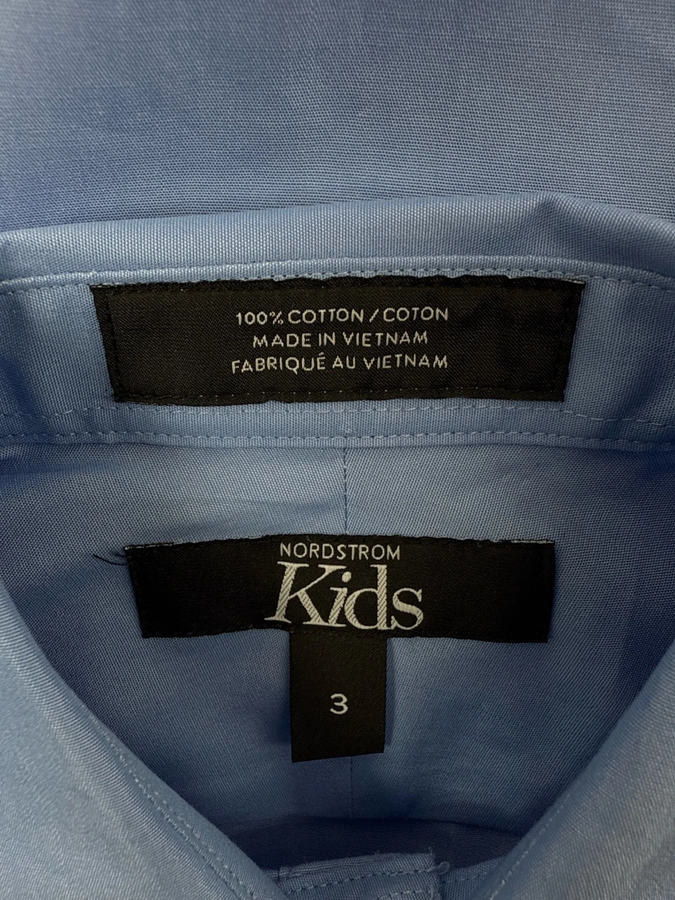 100% COTTON / COTON
MADE IN VIETNAM
FABRIQUÉ AU VIETNAM
NORDSTROM
Kids
3